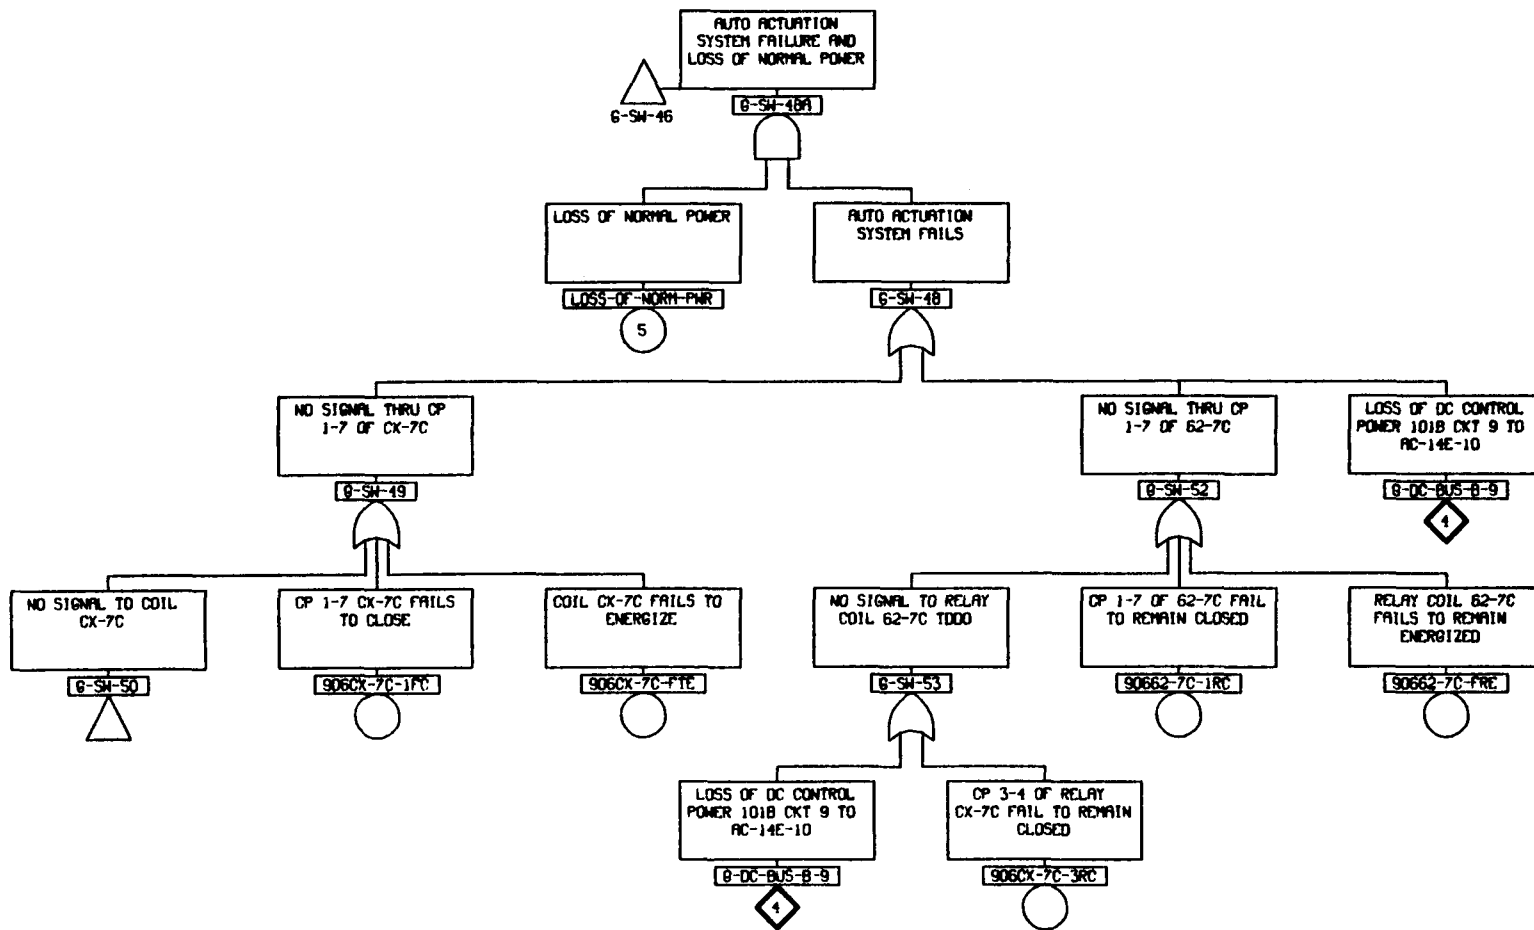 AUTO ACTUATION
SYSTEM FAILURE AND
LOSS OF NORMAL POWER
G-SW-46
G-SW-48A
LOSS OF NORMAL POWER
LOSS-OF-NORM-PWR
5
AUTO ACTUATION
SYSTEM FAILS
G-SW-48
NO SIGNAL THRU CP
1-7 OF CX-7C
G-SW-49
NO SIGNAL THRU CP
1-7 OF 62-7C
G-SW-52
LOSS OF DC CONTROL
POWER 101B CKT 9 TO
AC-14E-10
G-DC-BUS-B-9
4
NO SIGNAL TO COIL
CX-7C
G-SW-50
CP 1-7 CX-7C FAILS
TO CLOSE
906CX-7C-1FC
COIL CX-7C FAILS TO
ENERGIZE
906CX-7C-FTE
NO SIGNAL TO RELAY
COIL 62-7C TDDO
G-SW-53
CP 1-7 OF 62-7C FAIL
TO REMAIN CLOSED
90662-7C-1RC
RELAY COIL 62-7C
FAILS TO REMAIN
ENERGIZED
90662-7C-FRE
LOSS OF DC CONTROL
POWER 101B CKT 9 TO
AC-14E-10
G-DC-BUS-B-9
4
CP 3-4 OF RELAY
CX-7C FAIL TO REMAIN
CLOSED
906CX-7C-3RC